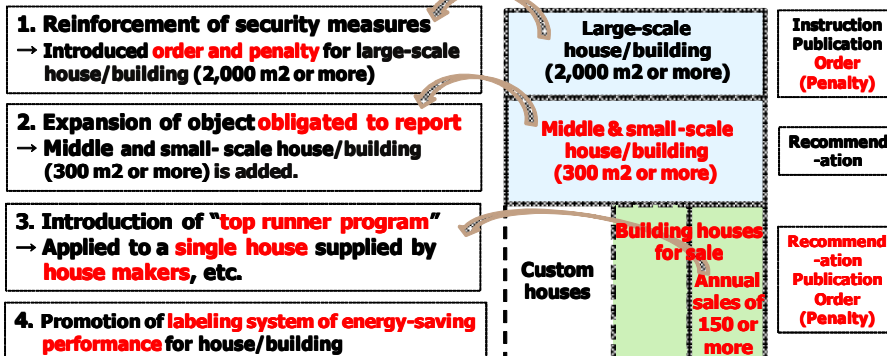 1. Reinforcement of security measures
→ Introduced order and penalty for large-scale
house/building (2,000 m2 or more)
2. Expansion of object obligated to report
→ Middle and small- scale house/building
(300 m2 or more) is added.
3. Introduction of “top runner program”
→ Applied to a single house supplied by
house makers, etc.
4. Promotion of labeling system of energy-saving
performance for house/building
Large-scale
house/building
(2,000 m2 or more)
Middle & small-scale
house/building
(300 m2 or more)
Custom
houses
Building houses
for sale
Annual
sales of
150 or
more
Instruction
Publication
Order
(Penalty)
Recommend
-ation
Recommend
-ation
Publication
Order
(Penalty)